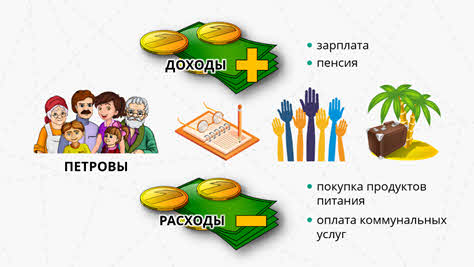 ДОХОДЫ
• зарплата
• пенсия
ПЕТРОВЫ
РАСХОДЫ
• покупка продуктов
питания
• оплата коммунальных
услуг